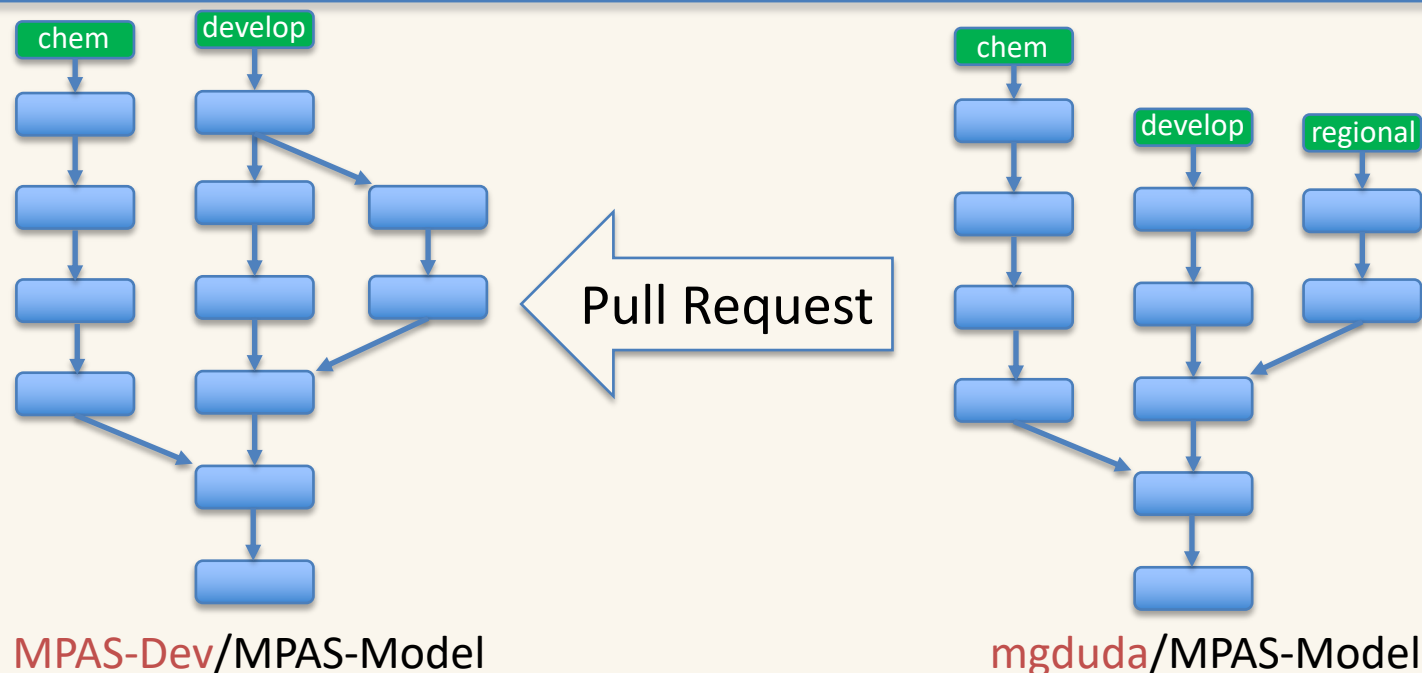 chem
develop
chem
develop
regional
Pull Request
MPAS-Dev/MPAS-Model
mgduda/MPAS-Model